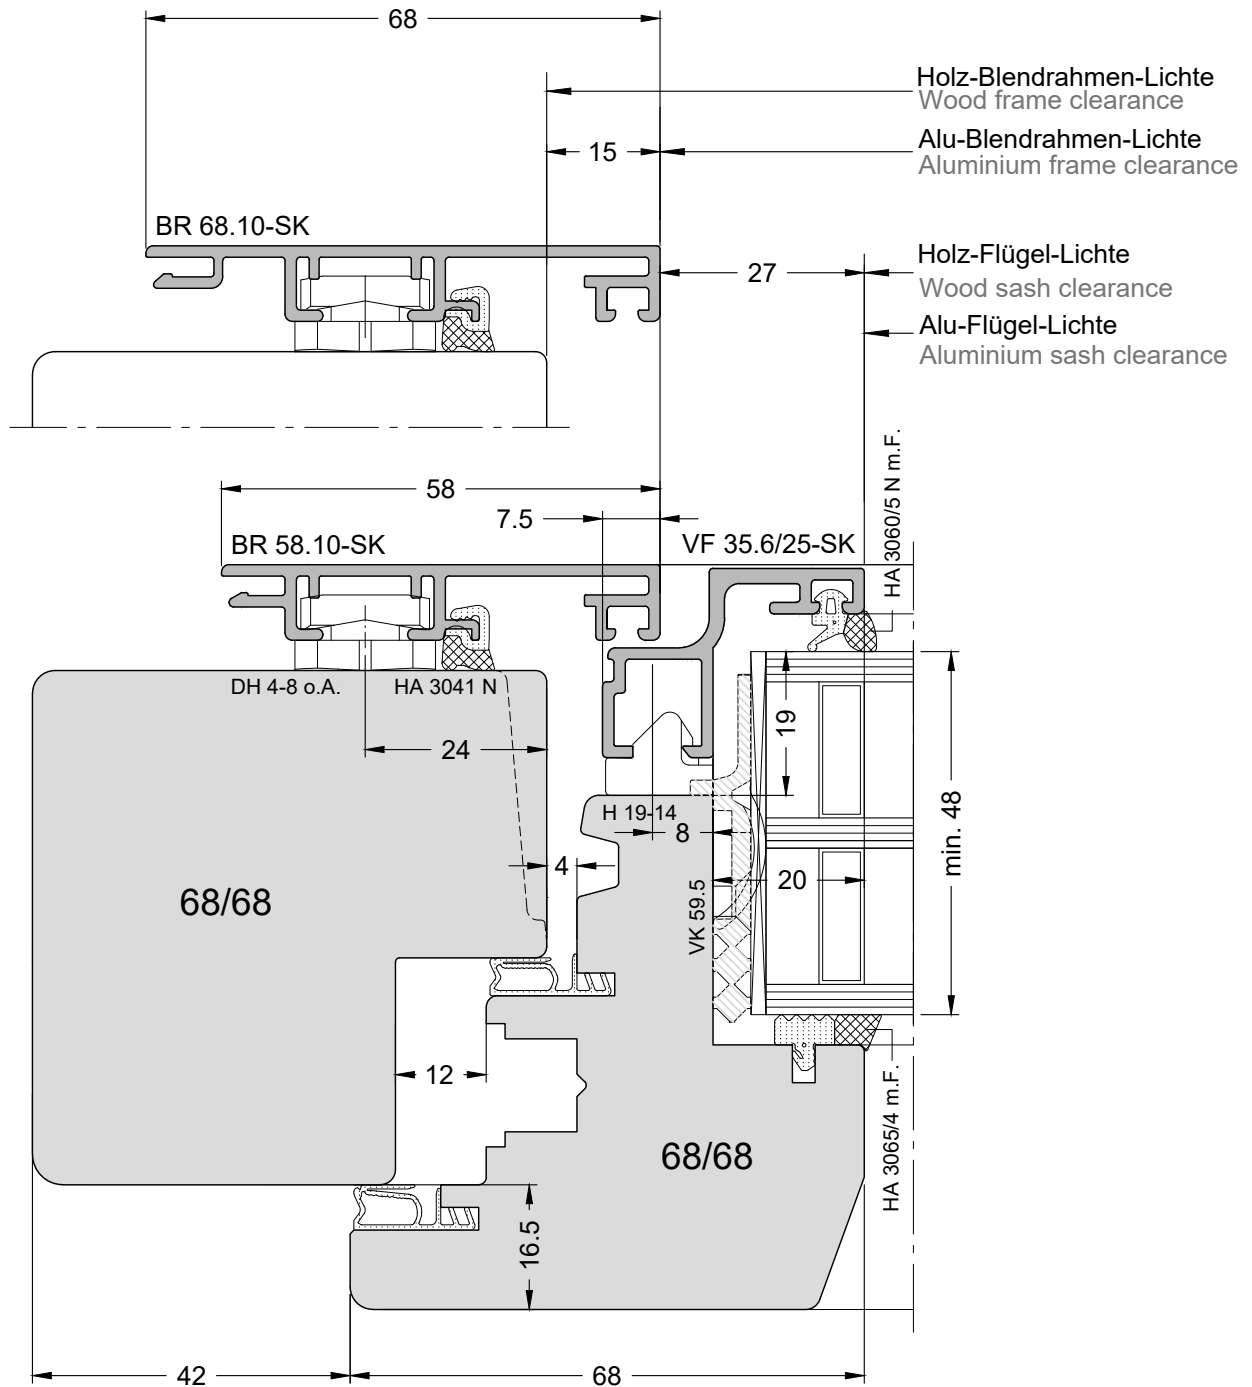 68
Holz-Blendrahmen-Lichte
Wood frame clearance
15
Alu-Blendrahmen-Lichte
Aluminium frame clearance
BR 68.10-SK
27
Holz-Flügel-Lichte
Wood sash clearance
Alu-Flügel-Lichte
Aluminium sash clearance
HA 3060/5 N m.F.
58
7.5
BR 58.10-SK
VF 35.6/25-SK
DH 4-8 o.A.
HA 3041 N
24
19
H 19-14
8
min. 48
4
20
68/68
VK 59.5
12
68/68
HA 3065/4 m.F.
16.5
42
68